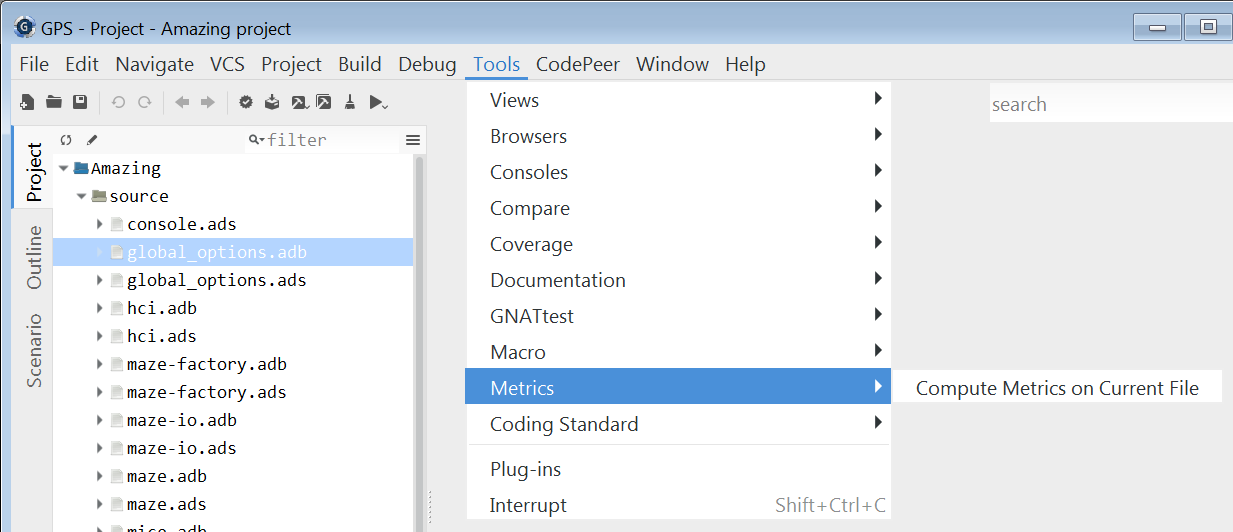 GPS - Project - Amazing project
File Edit Navigate VCS Project Build Debug Tools CodePeer Window Help
search
Project
Outline
Scenario
filter
Amazing
source
console.ads
global_options.adb
global_options.ads
hci.adb
hci.ads
maze-factory.adb
maze-factory.ads
maze-io.adb
maze-io.ads
maze.adb
maze.ads
mice.adb
Views
Browsers
Consoles
Compare
Coverage
Documentation
GNATtest
Macro
Metrics
Compute Metrics on Current File
Coding Standard
Plug-ins
Interrupt Shift+Ctrl+C